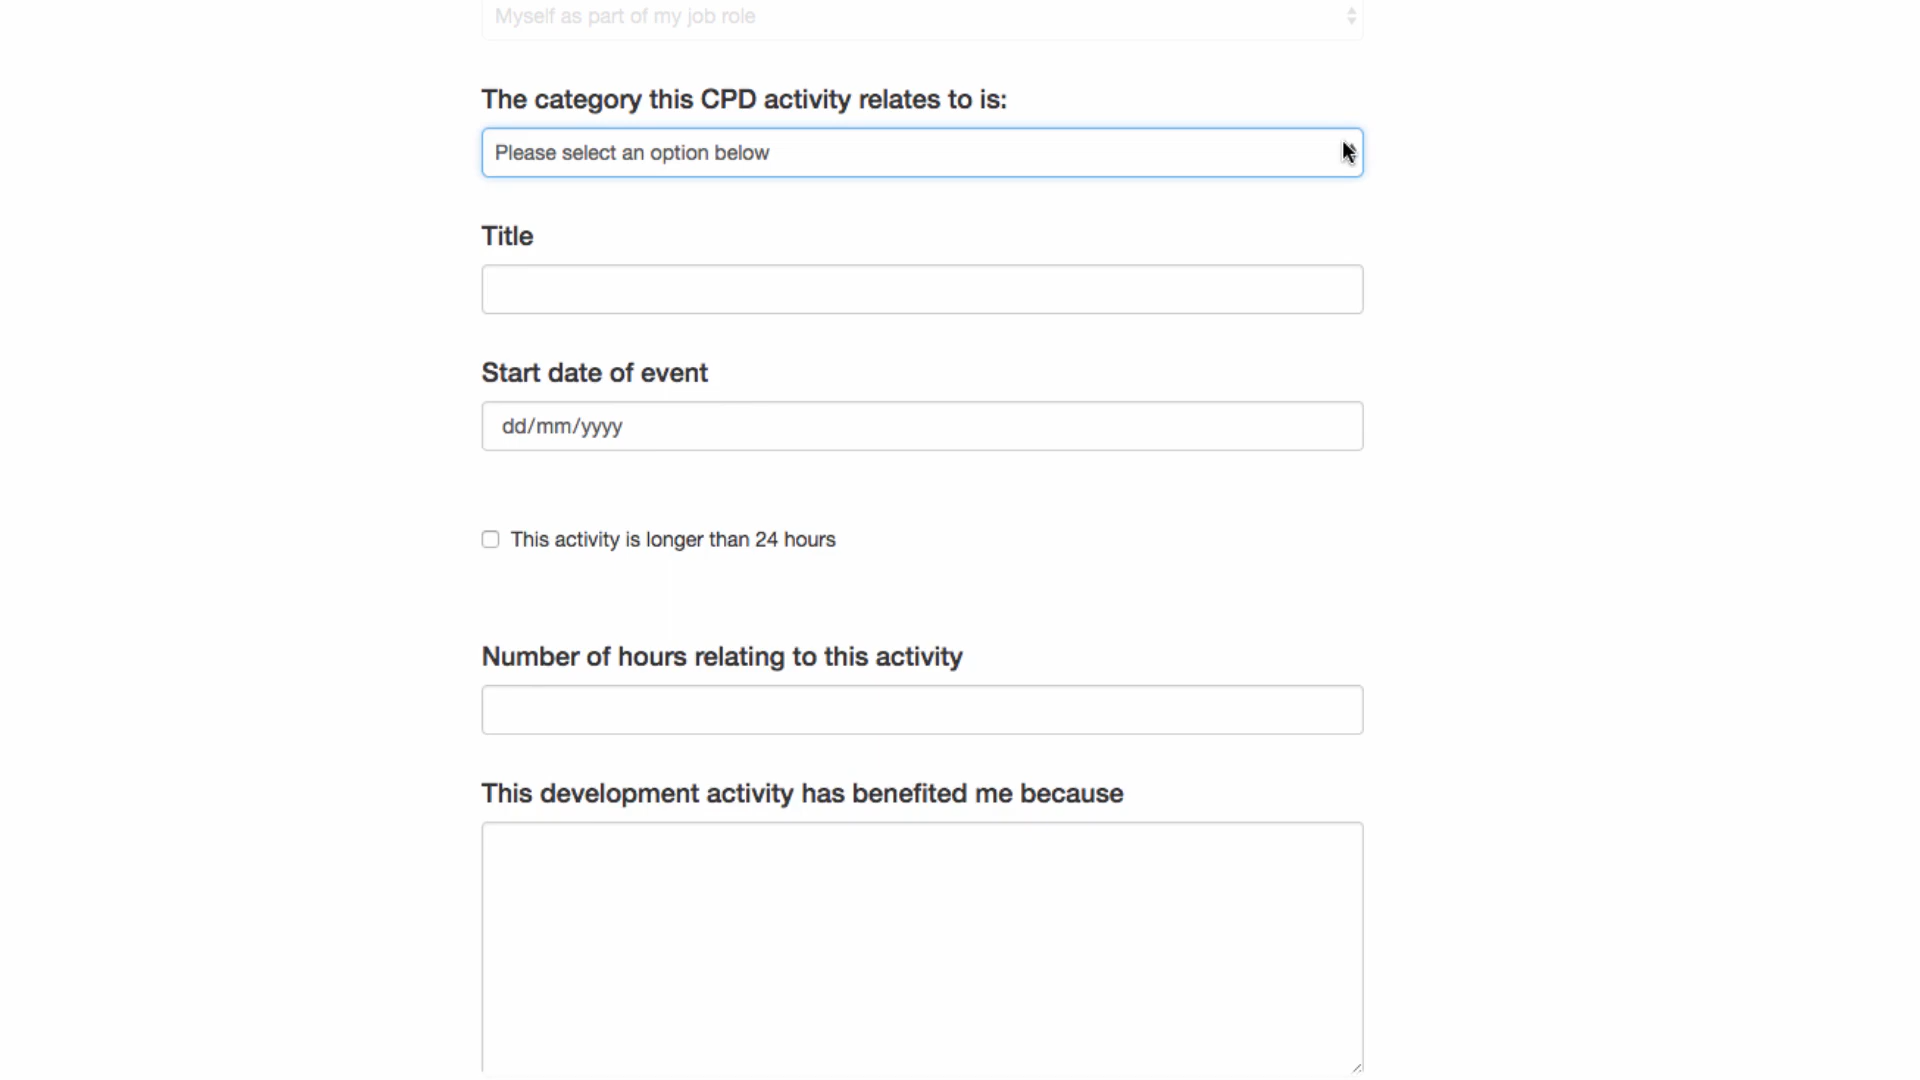 Myself as part of my job role
The category this CPD activity relates to is:
Please select an option below
Title
Start date of event
dd/mm/yyyy
This activity is longer than 24 hours
Number of hours relating to this activity
This development activity has benefited me because